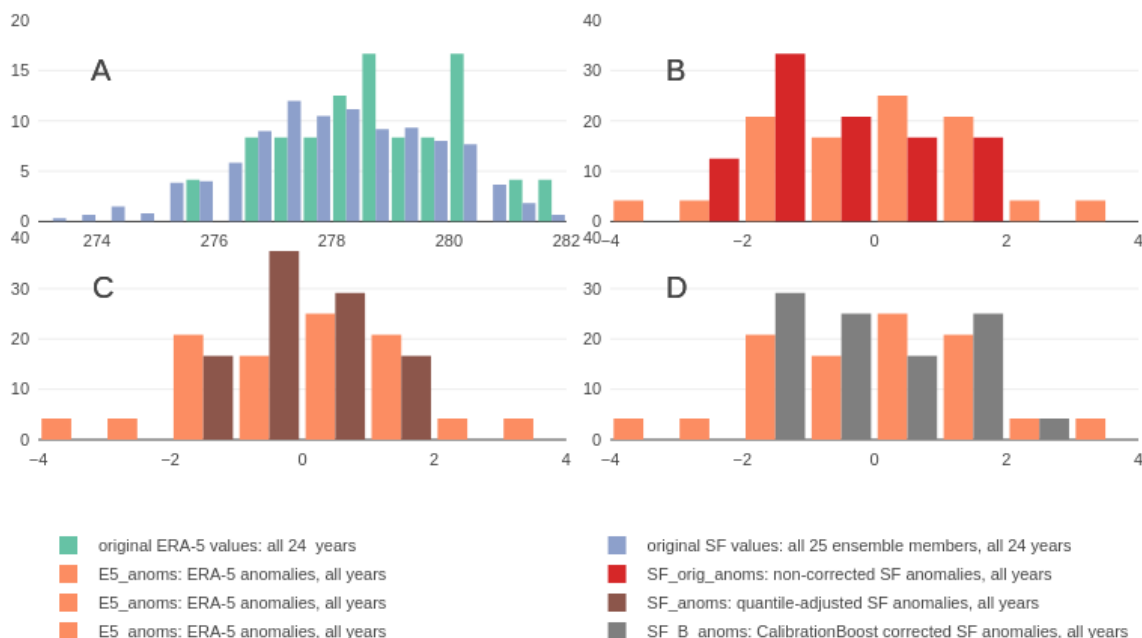 20
15
10
5
0
A
274 276 278 280 282
40
30
20
10
0
B
−4 −2 0 2 4
40
30
20
10
0
C
−4 −2 0 2 4
40
30
20
10
0
D
−4 −2 0 2 4
original ERA-5 values: all 24 years
E5_anoms: ERA-5 anomalies, all years
E5_anoms: ERA-5 anomalies, all years
E5_anoms: ERA-5 anomalies, all years
original SF values: all 25 ensemble members, all 24 years
SF_orig_anoms: non-corrected SF anomalies, all years
SF_anoms: quantile-adjusted SF anomalies, all years
SF_B_anoms: CalibrationBoost corrected SF anomalies, all years